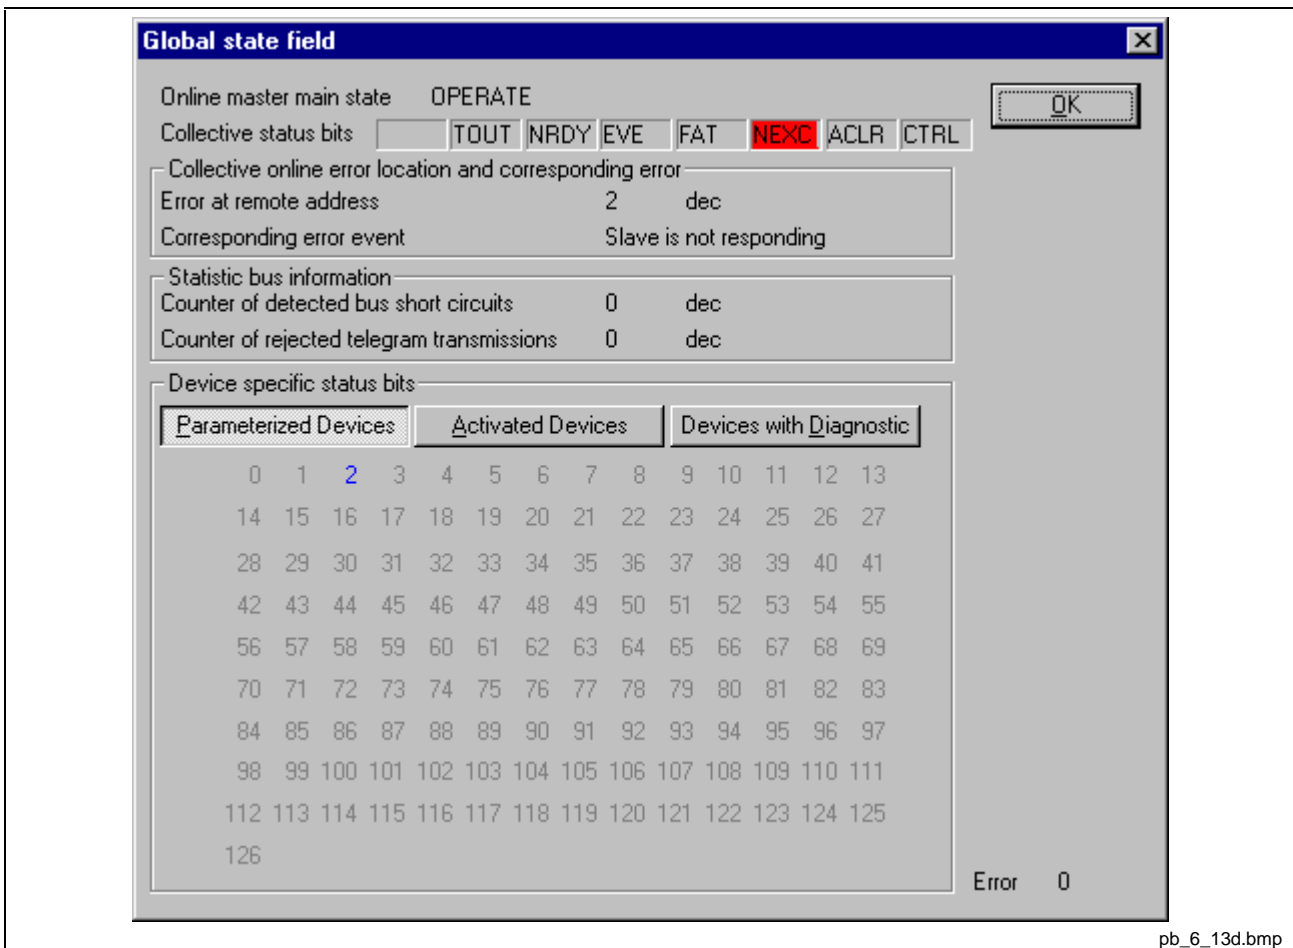 Global state field
Online master main state OPERATE
OK
Collective status bits TOUT NRDY EVE FAT NEXC ACLR CTRL
Collective online error location and corresponding error
Error at remote address 2 dec
Corresponding error event Slave is not responding
Statistic bus information
Counter of detected bus short circuits 0 dec
Counter of rejected telegram transmissions 0 dec
Device specific status bits
Parameterized Devices Activated Devices Devices with Diagnostic
0 1 2 3 4 5 6 7 8 9 10 11 12 13
14 15 16 17 18 19 20 21 22 23 24 25 26 27
28 29 30 31 32 33 34 35 36 37 38 39 40 41
42 43 44 45 46 47 48 49 50 51 52 53 54 55
56 57 58 59 60 61 62 63 64 65 66 67 68 69
70 71 72 73 74 75 76 77 78 79 80 81 82 83
84 85 86 87 88 89 90 91 92 93 94 95 96 97
98 99 100 101 102 103 104 105 106 107 108 109 110 111
112 113 114 115 116 117 118 119 120 121 122 123 124 125
126
Error 0
pb_6_13d.bmp